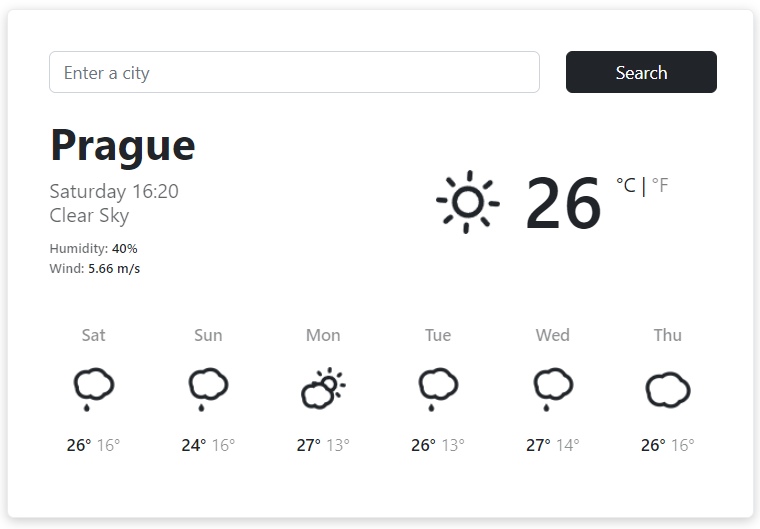 Enter a city
Search
Prague
Saturday 16:20
Clear Sky
Humidity: 40%
Wind: 5.66 m/s
26 °C | °F
Sat Sun Mon Tue Wed Thu
26° 16° 24° 16° 27° 13° 26° 13° 27° 14° 26° 16°